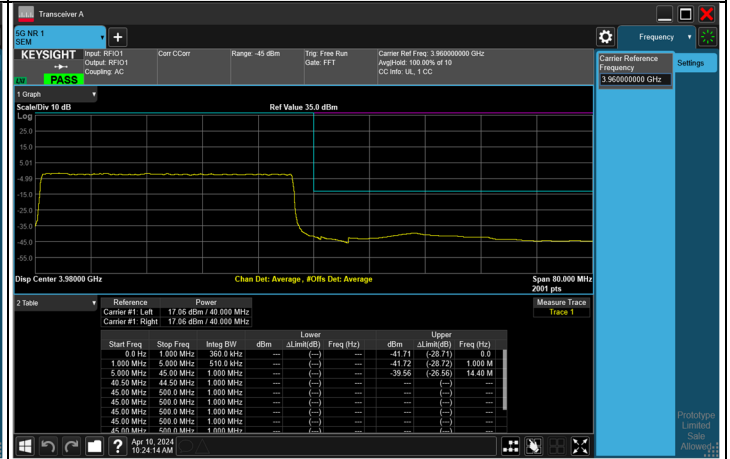 Transceiver A
5G NR 1
SEM
Frequency
KEYSIGHT
Input: RFIO1
Output: RFIO1
Coupling: AC
Corr CCorr
Range: -45 dBm
Trig: Free Run
Gate: FFT
Carrier Ref Freq: 3.960000000 GHz
Avg|Hold: 100.00% of 10
CC Info: UL, 1 CC
LXI
PASS
Carrier Reference
Frequency
3.960000000 GHz
Settings
1 Graph
Scale/Div 10 dB
Ref Value 35.0 dBm
Log
25.0
15.0
5.01
-4.99
-15.0
-25.0
-35.0
-45.0
-55.0
Disp Center 3.98000 GHz
Chan Det: Average, #Offs Det: Average
Span 80.000 MHz
2001 pts
2 Table
Reference Power
Carrier #1: Left 17.06 dBm / 40.000 MHz
Carrier #1: Right 17.06 dBm / 40.000 MHz
Measure Trace
Trace 1
Lower Upper
Start Freq Stop Freq Integ BW dBm ΔLimit(dB) Freq (Hz) dBm ΔLimit(dB) Freq (Hz)
0.0 Hz 1.000 MHz 360.0 kHz --- (---) --- -41.71 (-28.71) 0.0
1.000 MHz 5.000 MHz 510.0 kHz --- (---) --- -41.72 (-28.72) 1.000 M
5.000 MHz 45.00 MHz 1.000 MHz --- (---) --- -39.56 (-26.56) 14.40 M
40.50 MHz 44.50 MHz 1.000 MHz --- (---) --- --- (---) ---
45.00 MHz 500.0 MHz 1.000 MHz --- (---) --- --- (---) ---
45.00 MHz 500.0 MHz 1.000 MHz --- (---) --- --- (---) ---
45.00 MHz 500.0 MHz 1.000 MHz --- (---) --- --- (---) ---
45.00 MHz 500.0 MHz 1.000 MHz --- (---) --- --- (---) ---
45.00 MHz 500.0 MHz 1.000 MHz --- (---) --- --- (---) ---
Prototype
Limited
Sale
Allowed
?
Apr 10, 2024
10:24:14 AM